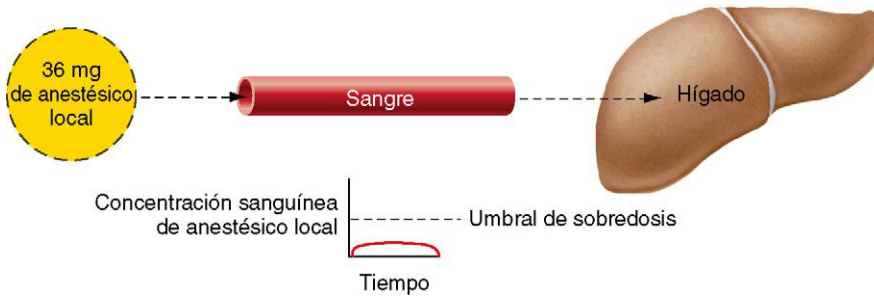 36 mg
de anestésico
local
Sangre
Hígado
Concentración sanguínea
de anestésico local
Umbral de sobredosis
Tiempo